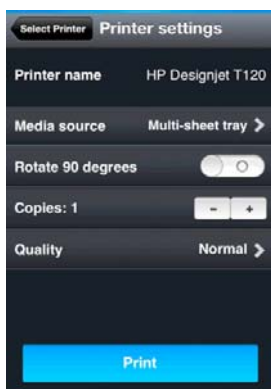 Select Printer Printer settings
Printer name HP Designjet T120
Media source Multi-sheet tray
Rotate 90 degrees O
Copies: 1 - +
Quality Normal
Print